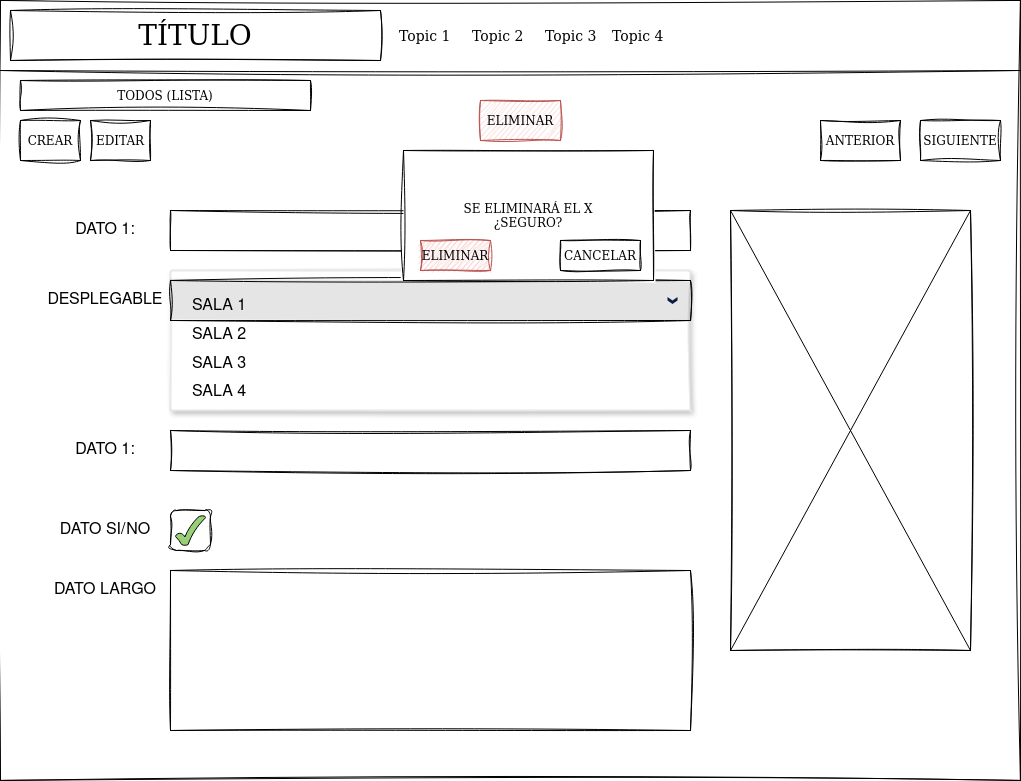 TÍTULO
Topic 1
Topic 2
Topic 3
Topic 4
TODOS (LISTA)
CREAR
EDITAR
ELIMINAR
ANTERIOR
SIGUIENTE
SE ELIMINARÁ EL X
¿SEGURO?
ELIMINAR
CANCELAR
DATO 1:
DESPLEGABLE
SALA 1
SALA 2
SALA 3
SALA 4
DATO 1:
DATO SI/NO
DATO LARGO